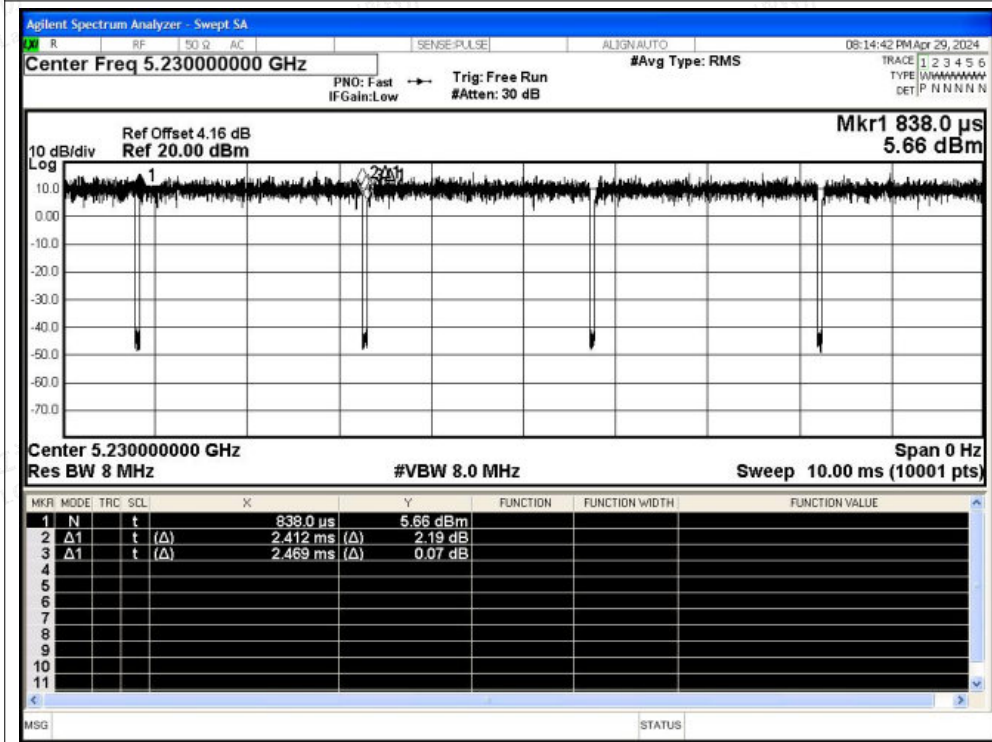 Agilent Spectrum Analyzer - Swept SA
LXI R RF 50 Ω AC SENSE:PULSE ALIGN AUTO 08:14:42 PM Apr 29, 2024
Center Freq 5.230000000 GHz #Avg Type: RMS TRACE 1 2 3 4 5 6
PNO: Fast Trig: Free Run TYPE WWWWWW
IFGain:Low #Atten: 30 dB DET P N N N N N
Mkr1 838.0 µs
Ref Offset 4.16 dB
10 dB/div Ref 20.00 dBm 5.66 dBm
Log
1
10.0
0.00
-10.0
-20.0
-30.0
-40.0
-50.0
-60.0
-70.0
Center 5.230000000 GHz Span 0 Hz
Res BW 8 MHz #VBW 8.0 MHz Sweep 10.00 ms (10001 pts)
MKR MODE TRC SCL X Y FUNCTION FUNCTION WIDTH FUNCTION VALUE
1 N t 838.0 µs 5.66 dBm
2 Δ1 t (Δ) 2.412 ms (Δ) 2.19 dB
3 Δ1 t (Δ) 2.469 ms (Δ) 0.07 dB
4
5
6
7
8
9
10
11
MSG STATUS